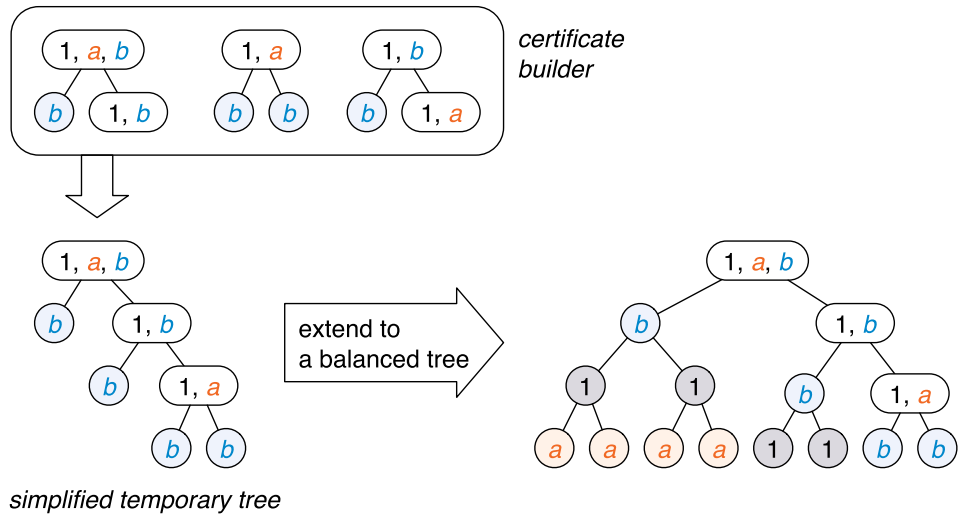 1, a, b
1, a
1, b
certificate
builder
b
1, b
b
b
b
1, a
1, a, b
b
1, b
b
1, a
b
b
simplified temporary tree
extend to
a balanced tree
1, a, b
b
1, b
1
1
b
1, a
a
a
a
a
1
1
b
b